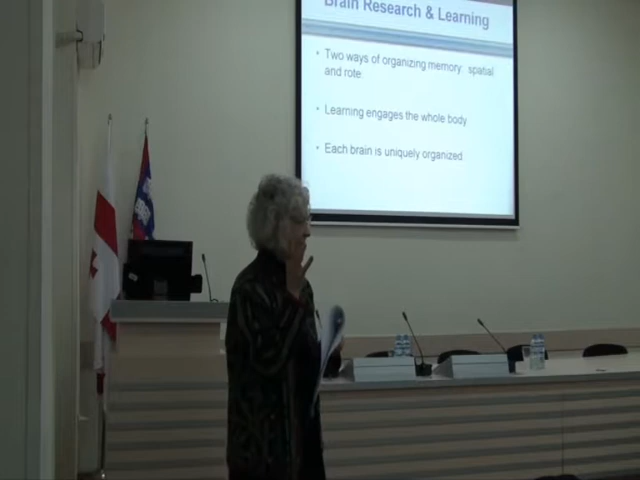 Brain Research & Learning
• Two ways of organizing memory: spatial
and rote.
• Learning engages the whole body.
• Each brain is uniquely organized.